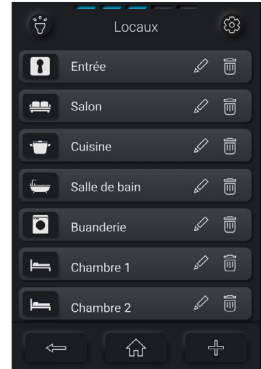 Locaux
Entrée
Salon
Cuisine
Salle de bain
Buanderie
Chambre 1
Chambre 2